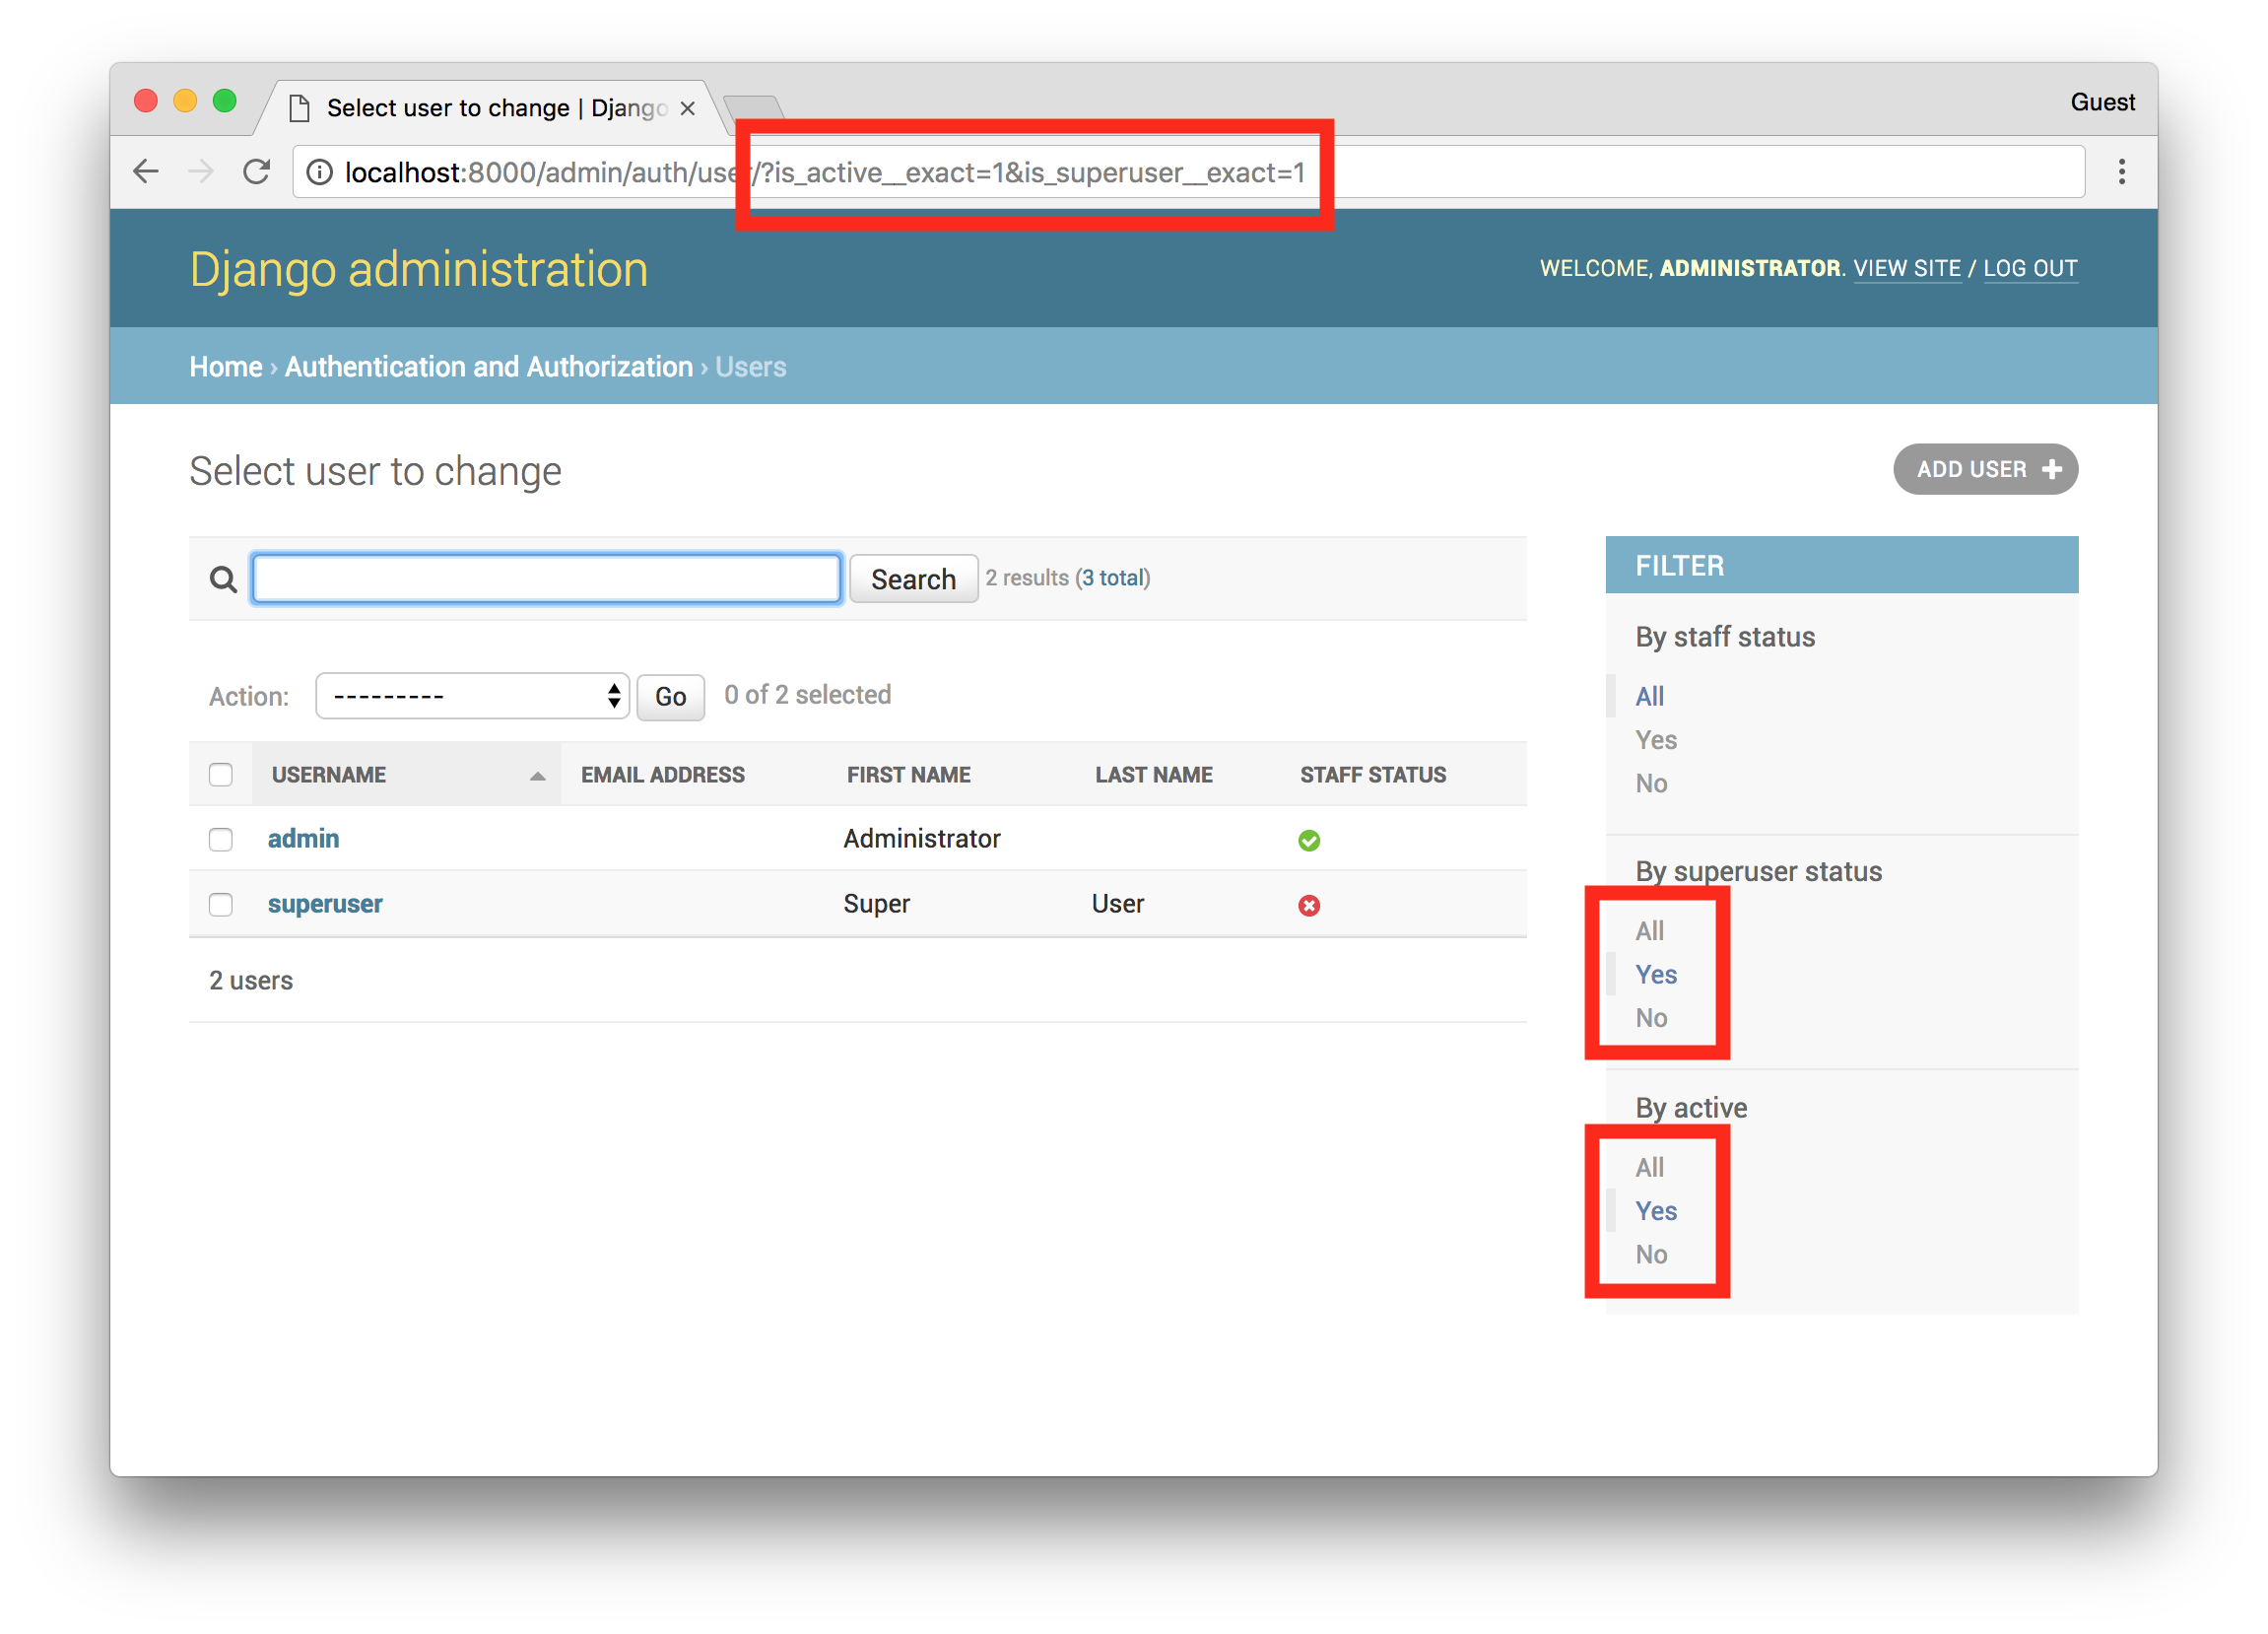 Select user to change | Django
Guest
localhost:8000/admin/auth/user/?is_active__exact=1&is_superuser__exact=1
Django administration
WELCOME, ADMINISTRATOR. VIEW SITE / LOG OUT
Home › Authentication and Authorization › Users
Select user to change
ADD USER +
Search
2 results (3 total)
Action:
---------
Go
0 of 2 selected
USERNAME EMAIL ADDRESS FIRST NAME LAST NAME STAFF STATUS
admin Administrator
superuser Super User
2 users
FILTER
By staff status
All
Yes
No
By superuser status
All
Yes
No
By active
All
Yes
No